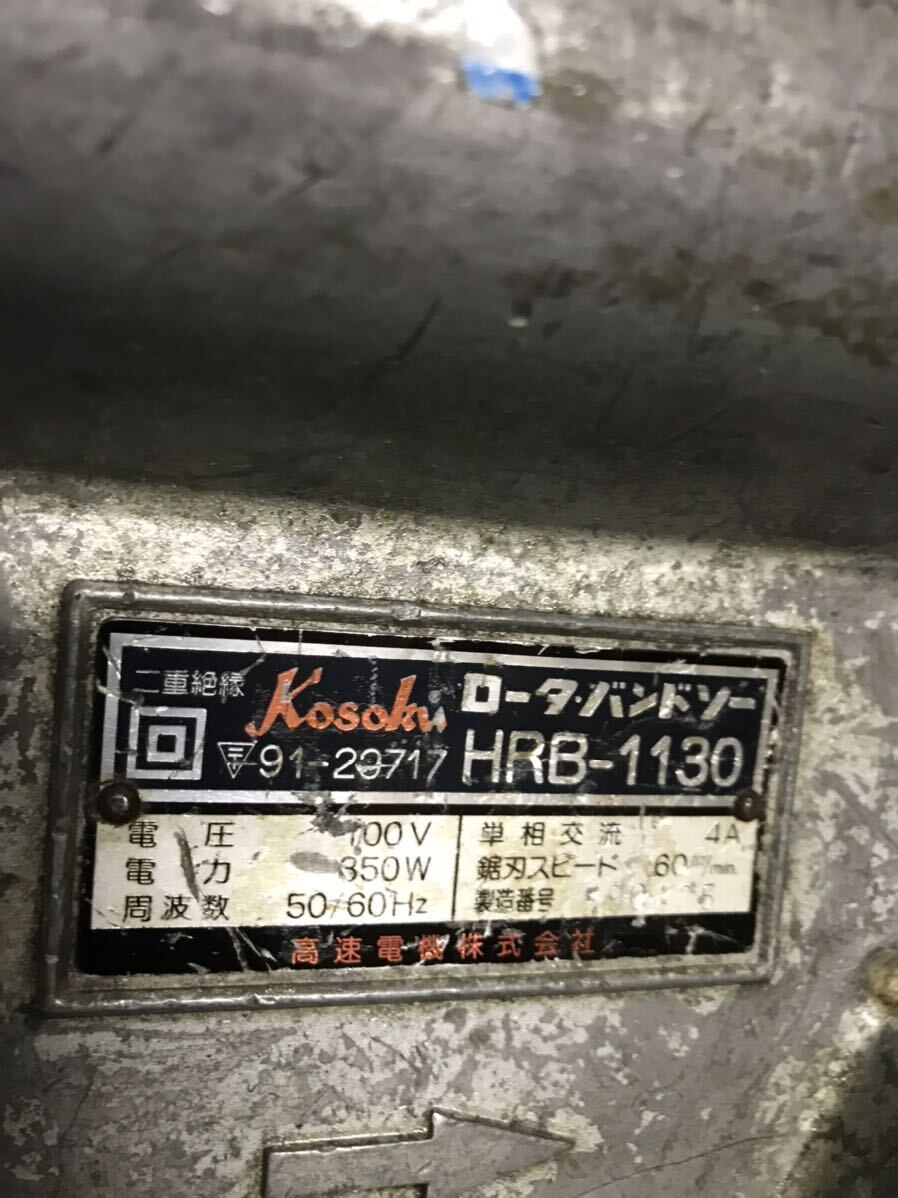 二重絶縁 Kosoku ロータ・バンドソー
91-29717 HRB-1130
電圧 100V 単相交流 4A
電力 350W 鋸刃スピード 60m/min.
周波数 50/60Hz 製造番号
高速電機株式会社